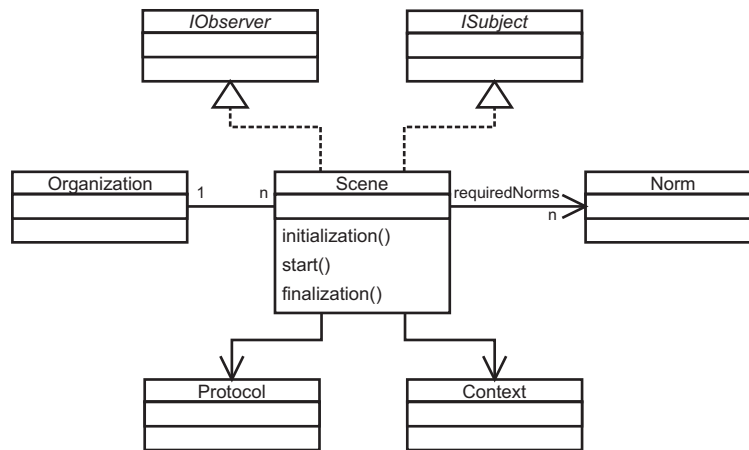 IObserver
ISubject
Organization
1
n
Scene
requiredNorms
n
Norm
initialization()
start()
finalization()
Protocol
Context